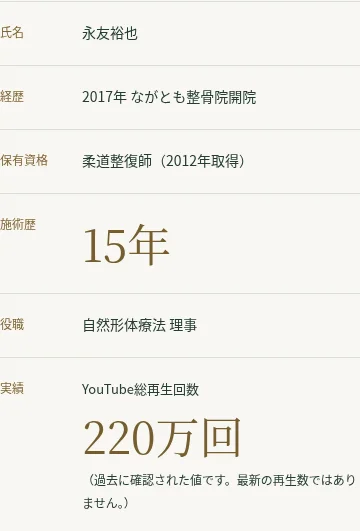 氏名
永友裕也
経歴
2017年 ながとも整骨院開院
保有資格
柔道整復師（2012年取得）
施術歴
15年
役職
自然形体療法 理事
実績
YouTube総再生回数
220万回
（過去に確認された値です。最新の再生数ではあり
ません。）